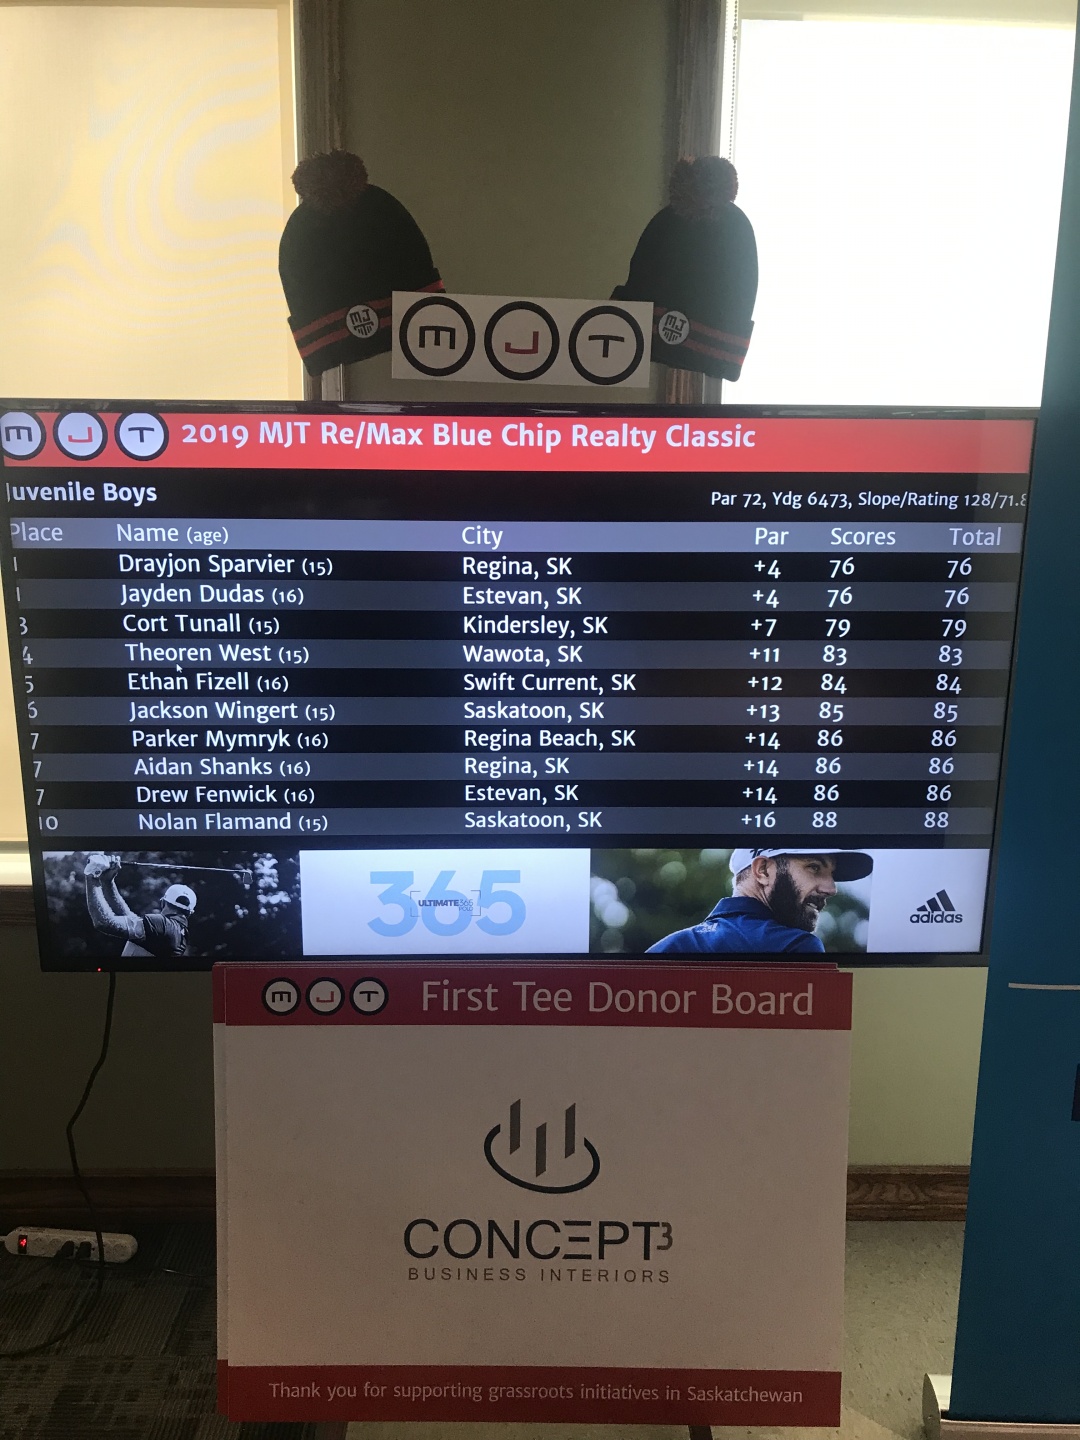 MJ
MJ
M J T
M J T 2019 MJT Re/Max Blue Chip Realty Classic
Juvenile Boys Par 72, Ydg 6473, Slope/Rating 128/71.8
Place Name (age) City Par Scores Total
1 Drayjon Sparvier (15) Regina, SK +4 76 76
1 Jayden Dudas (16) Estevan, SK +4 76 76
3 Cort Tunall (15) Kindersley, SK +7 79 79
4 Theoren West (15) Wawota, SK +11 83 83
5 Ethan Fizell (16) Swift Current, SK +12 84 84
6 Jackson Wingert (15) Saskatoon, SK +13 85 85
7 Parker Mymryk (16) Regina Beach, SK +14 86 86
7 Aidan Shanks (16) Regina, SK +14 86 86
7 Drew Fenwick (16) Estevan, SK +14 86 86
10 Nolan Flamand (15) Saskatoon, SK +16 88 88
365
ULTIMATE365
adidas
M J T First Tee Donor Board
CONCEPT3
BUSINESS INTERIORS
Thank you for supporting grassroots initiatives in Saskatchewan